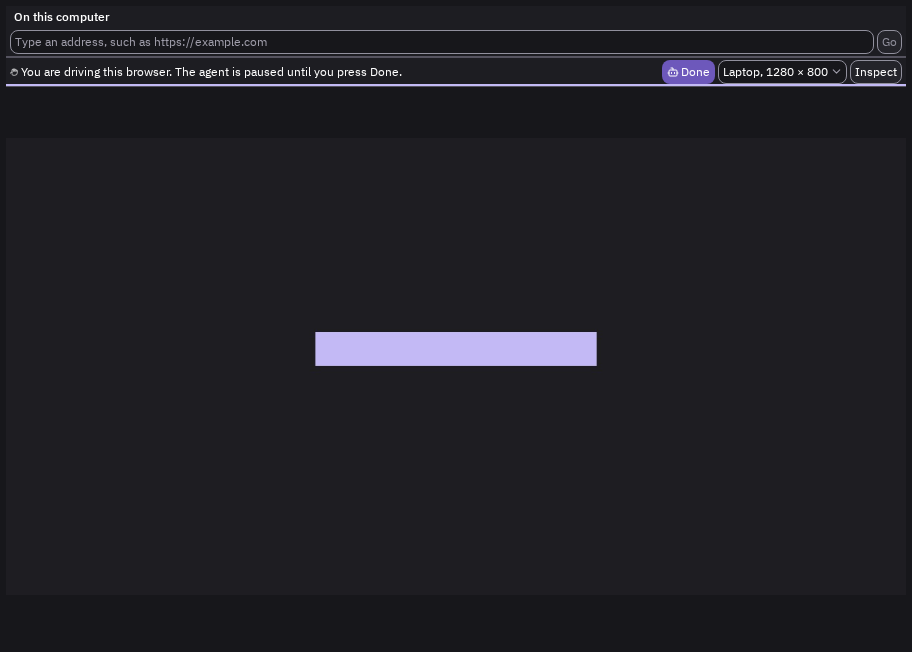 On this computer
Type an address, such as https://example.com
Go
You are driving this browser. The agent is paused until you press Done.
Done
Laptop, 1280 × 800
Inspect